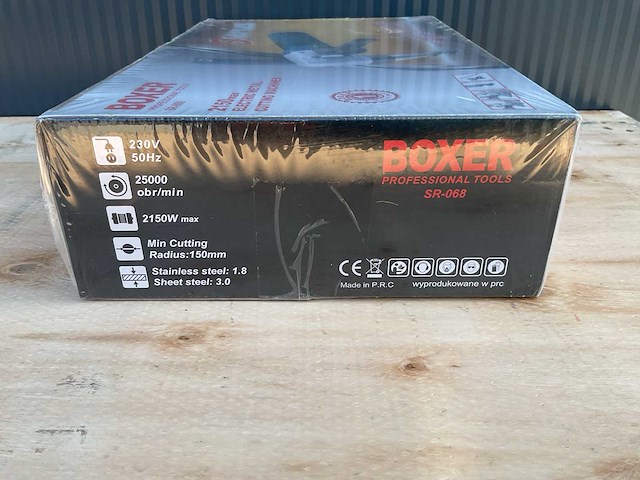 BOXER
230V
50Hz
25000
obr/min
2150W max
Min Cutting
Radius:150mm
Stainless steel: 1.8
Sheet steel: 3.0
BOXER
PROFESSIONAL TOOLS
SR-068
CE
Made In P.R.C
wyprodukowane w prc